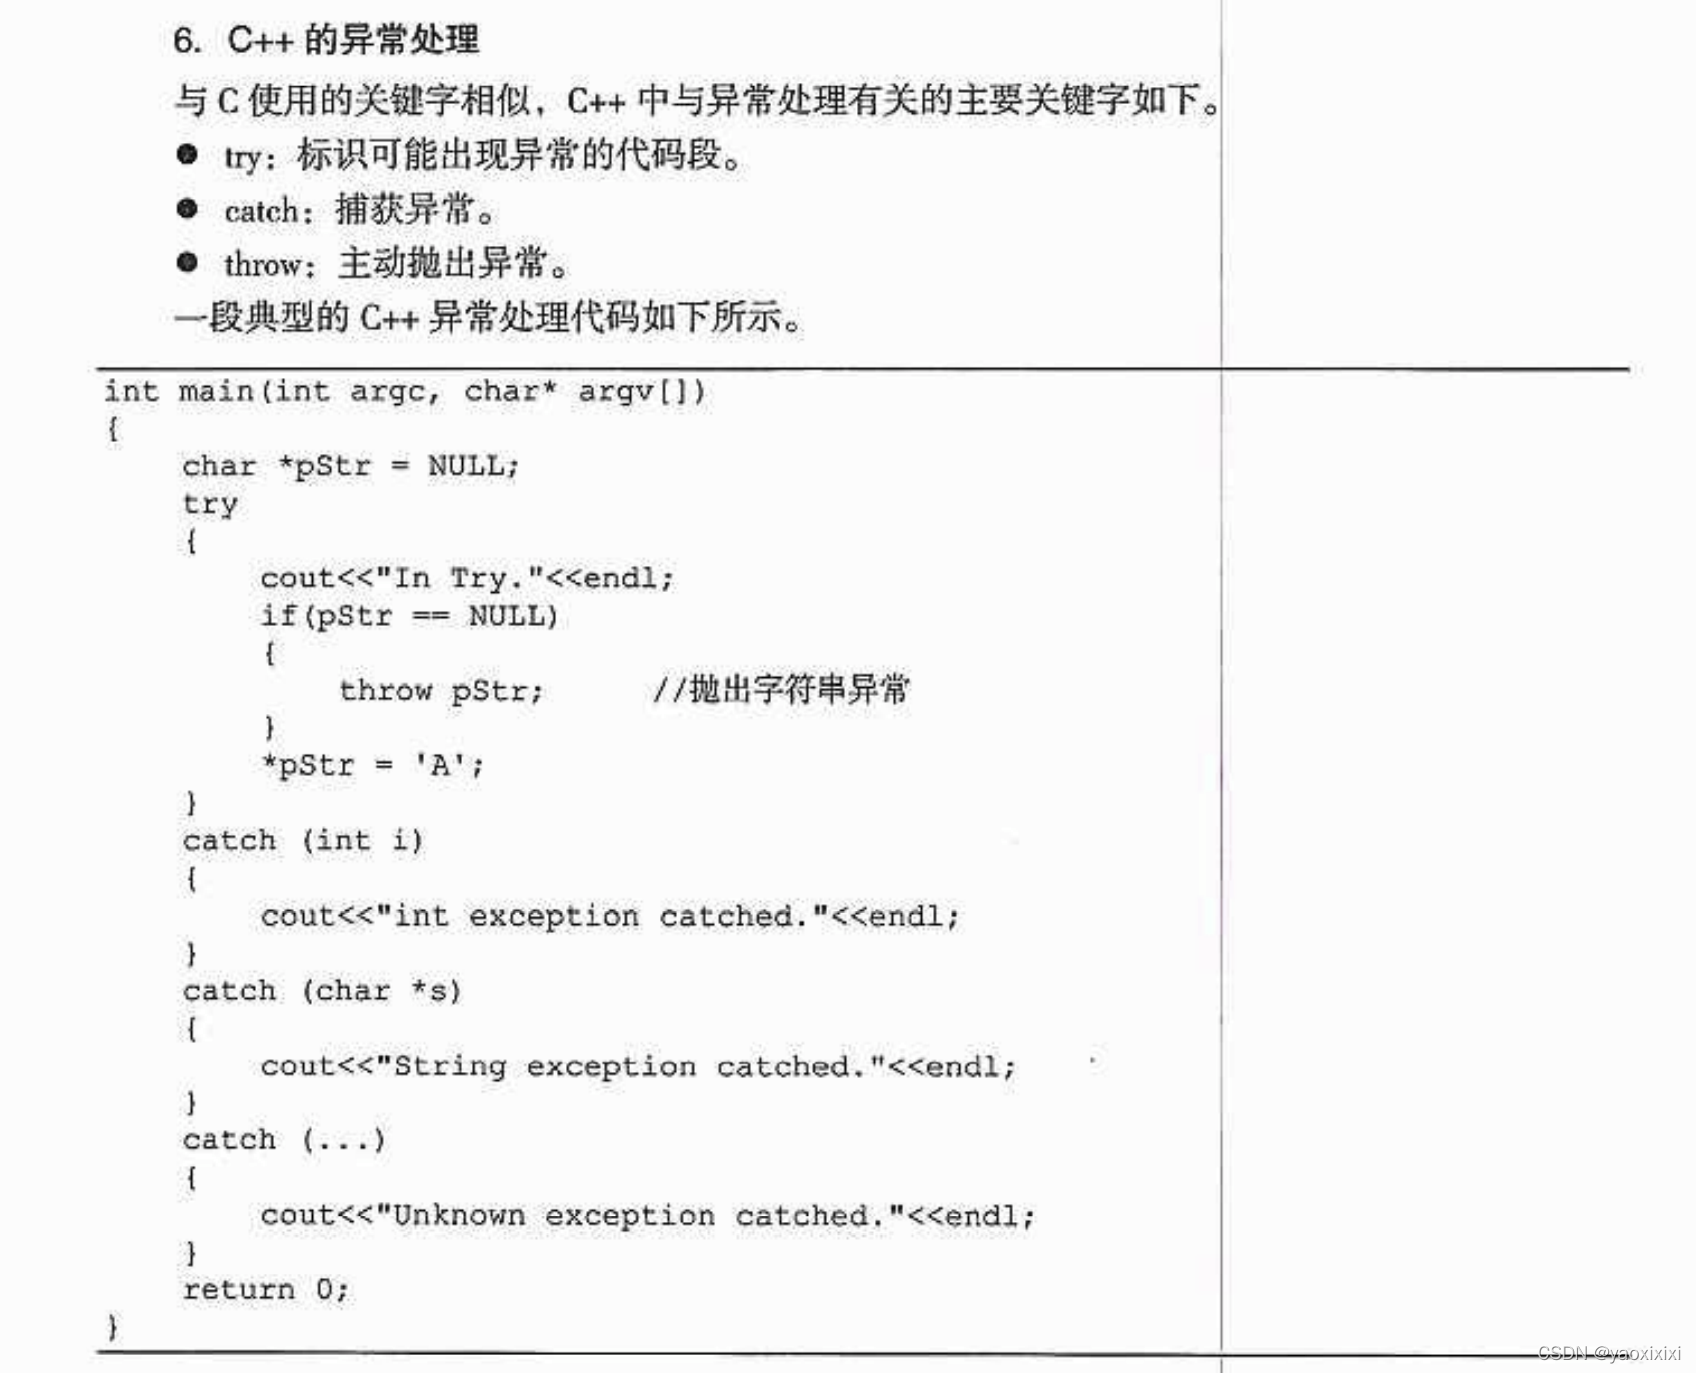 6. C++ 的异常处理
与 C 使用的关键字相似，C++ 中与异常处理有关的主要关键字如下。
● try：标识可能出现异常的代码段。
● catch：捕获异常。
● throw：主动抛出异常。
一段典型的 C++ 异常处理代码如下所示。
int main(int argc, char* argv[])
{
    char *pStr = NULL;
    try
    {
        cout<<"In Try."<<endl;
        if(pStr == NULL)
        {
            throw pStr;      //抛出字符串异常
        }
        *pStr = 'A';
    }
    catch (int i)
    {
        cout<<"int exception catched."<<endl;
    }
    catch (char *s)
    {
        cout<<"String exception catched."<<endl;
    }
    catch (...)
    {
        cout<<"Unknown exception catched."<<endl;
    }
    return 0;
}
CSDN @yaoxixixi